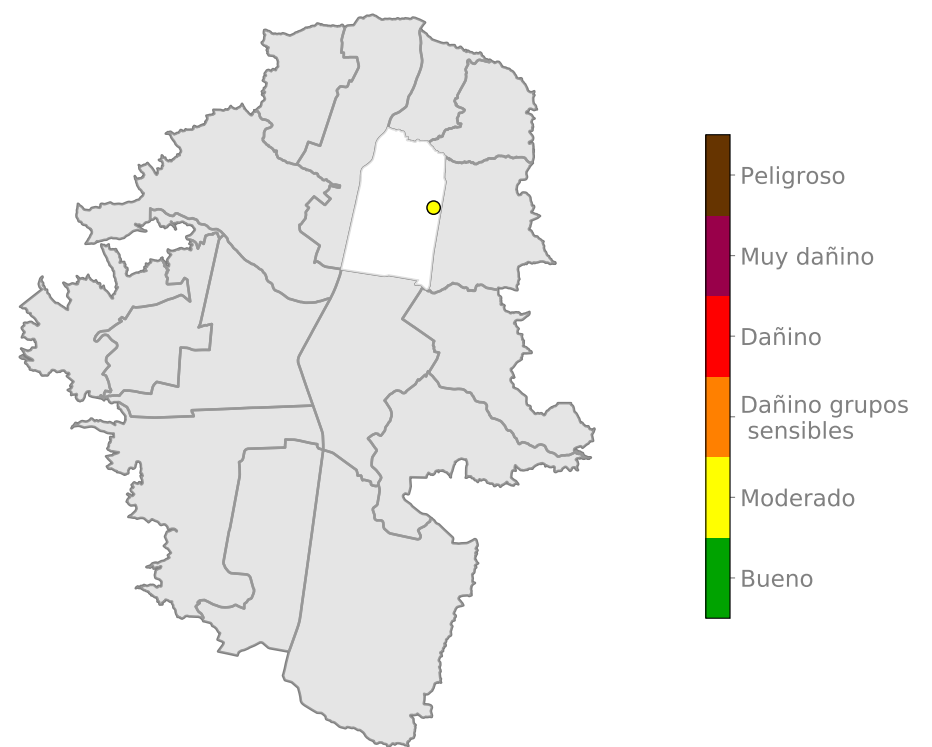 Peligroso
Muy dañino
Dañino
Dañino grupos
sensibles
Moderado
Bueno